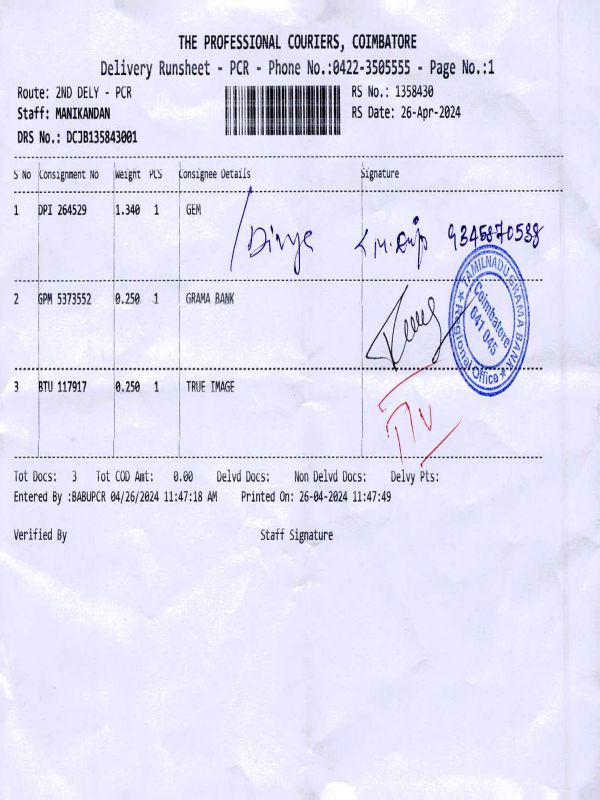 THE PROFESSIONAL COURIERS, COIMBATORE
Delivery Runsheet - PCR - Phone No.:0422-3505555 - Page No.:1
Route: 2ND DELY - PCR RS No.: 1358430
Staff: MANIKANDAN RS Date: 26-Apr-2024
DRS No.: DCJB135843001
S No Consignment No Weight PCS Consignee Details Signature
1 DPI 264529 1.340 1 GEM
Divya 9345870538
2 GPM 5373552 0.250 1 GRAMA BANK
TAMILNADU GRAMA BANK
Coimbatore
641 045
Regional Office
3 BTU 117917 0.250 1 TRUE IMAGE
Tot Docs: 3 Tot COD Amt: 0.00 Delvd Docs: Non Delvd Docs: Delvy Pts:
Entered By :BABUPCR 04/26/2024 11:47:18 AM Printed On: 26-04-2024 11:47:49
Verified By Staff Signature